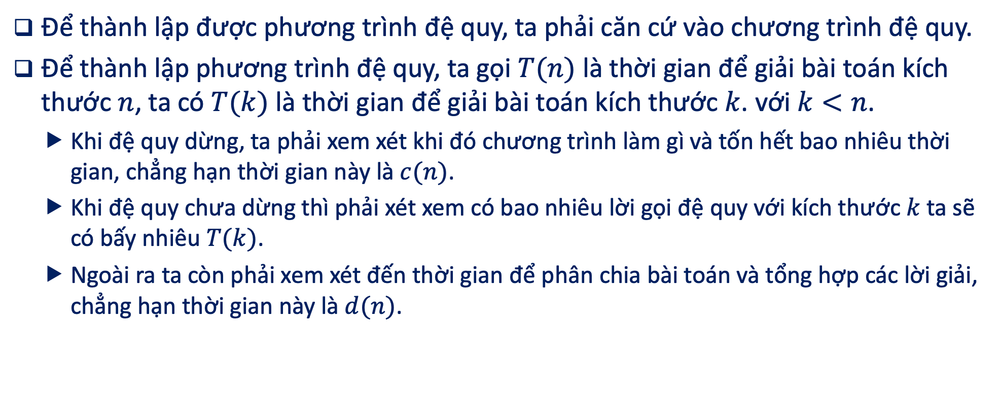 ❑ Để thành lập được phương trình đệ quy, ta phải căn cứ vào chương trình đệ quy.
❑ Để thành lập phương trình đệ quy, ta gọi T(n) là thời gian để giải bài toán kích
thước n, ta có T(k) là thời gian để giải bài toán kích thước k. với k < n.
▶ Khi đệ quy dừng, ta phải xem xét khi đó chương trình làm gì và tốn hết bao nhiêu thời
gian, chẳng hạn thời gian này là c(n).
▶ Khi đệ quy chưa dừng thì phải xét xem có bao nhiêu lời gọi đệ quy với kích thước k ta sẽ
có bấy nhiêu T(k).
▶ Ngoài ra ta còn phải xem xét đến thời gian để phân chia bài toán và tổng hợp các lời giải,
chẳng hạn thời gian này là d(n).